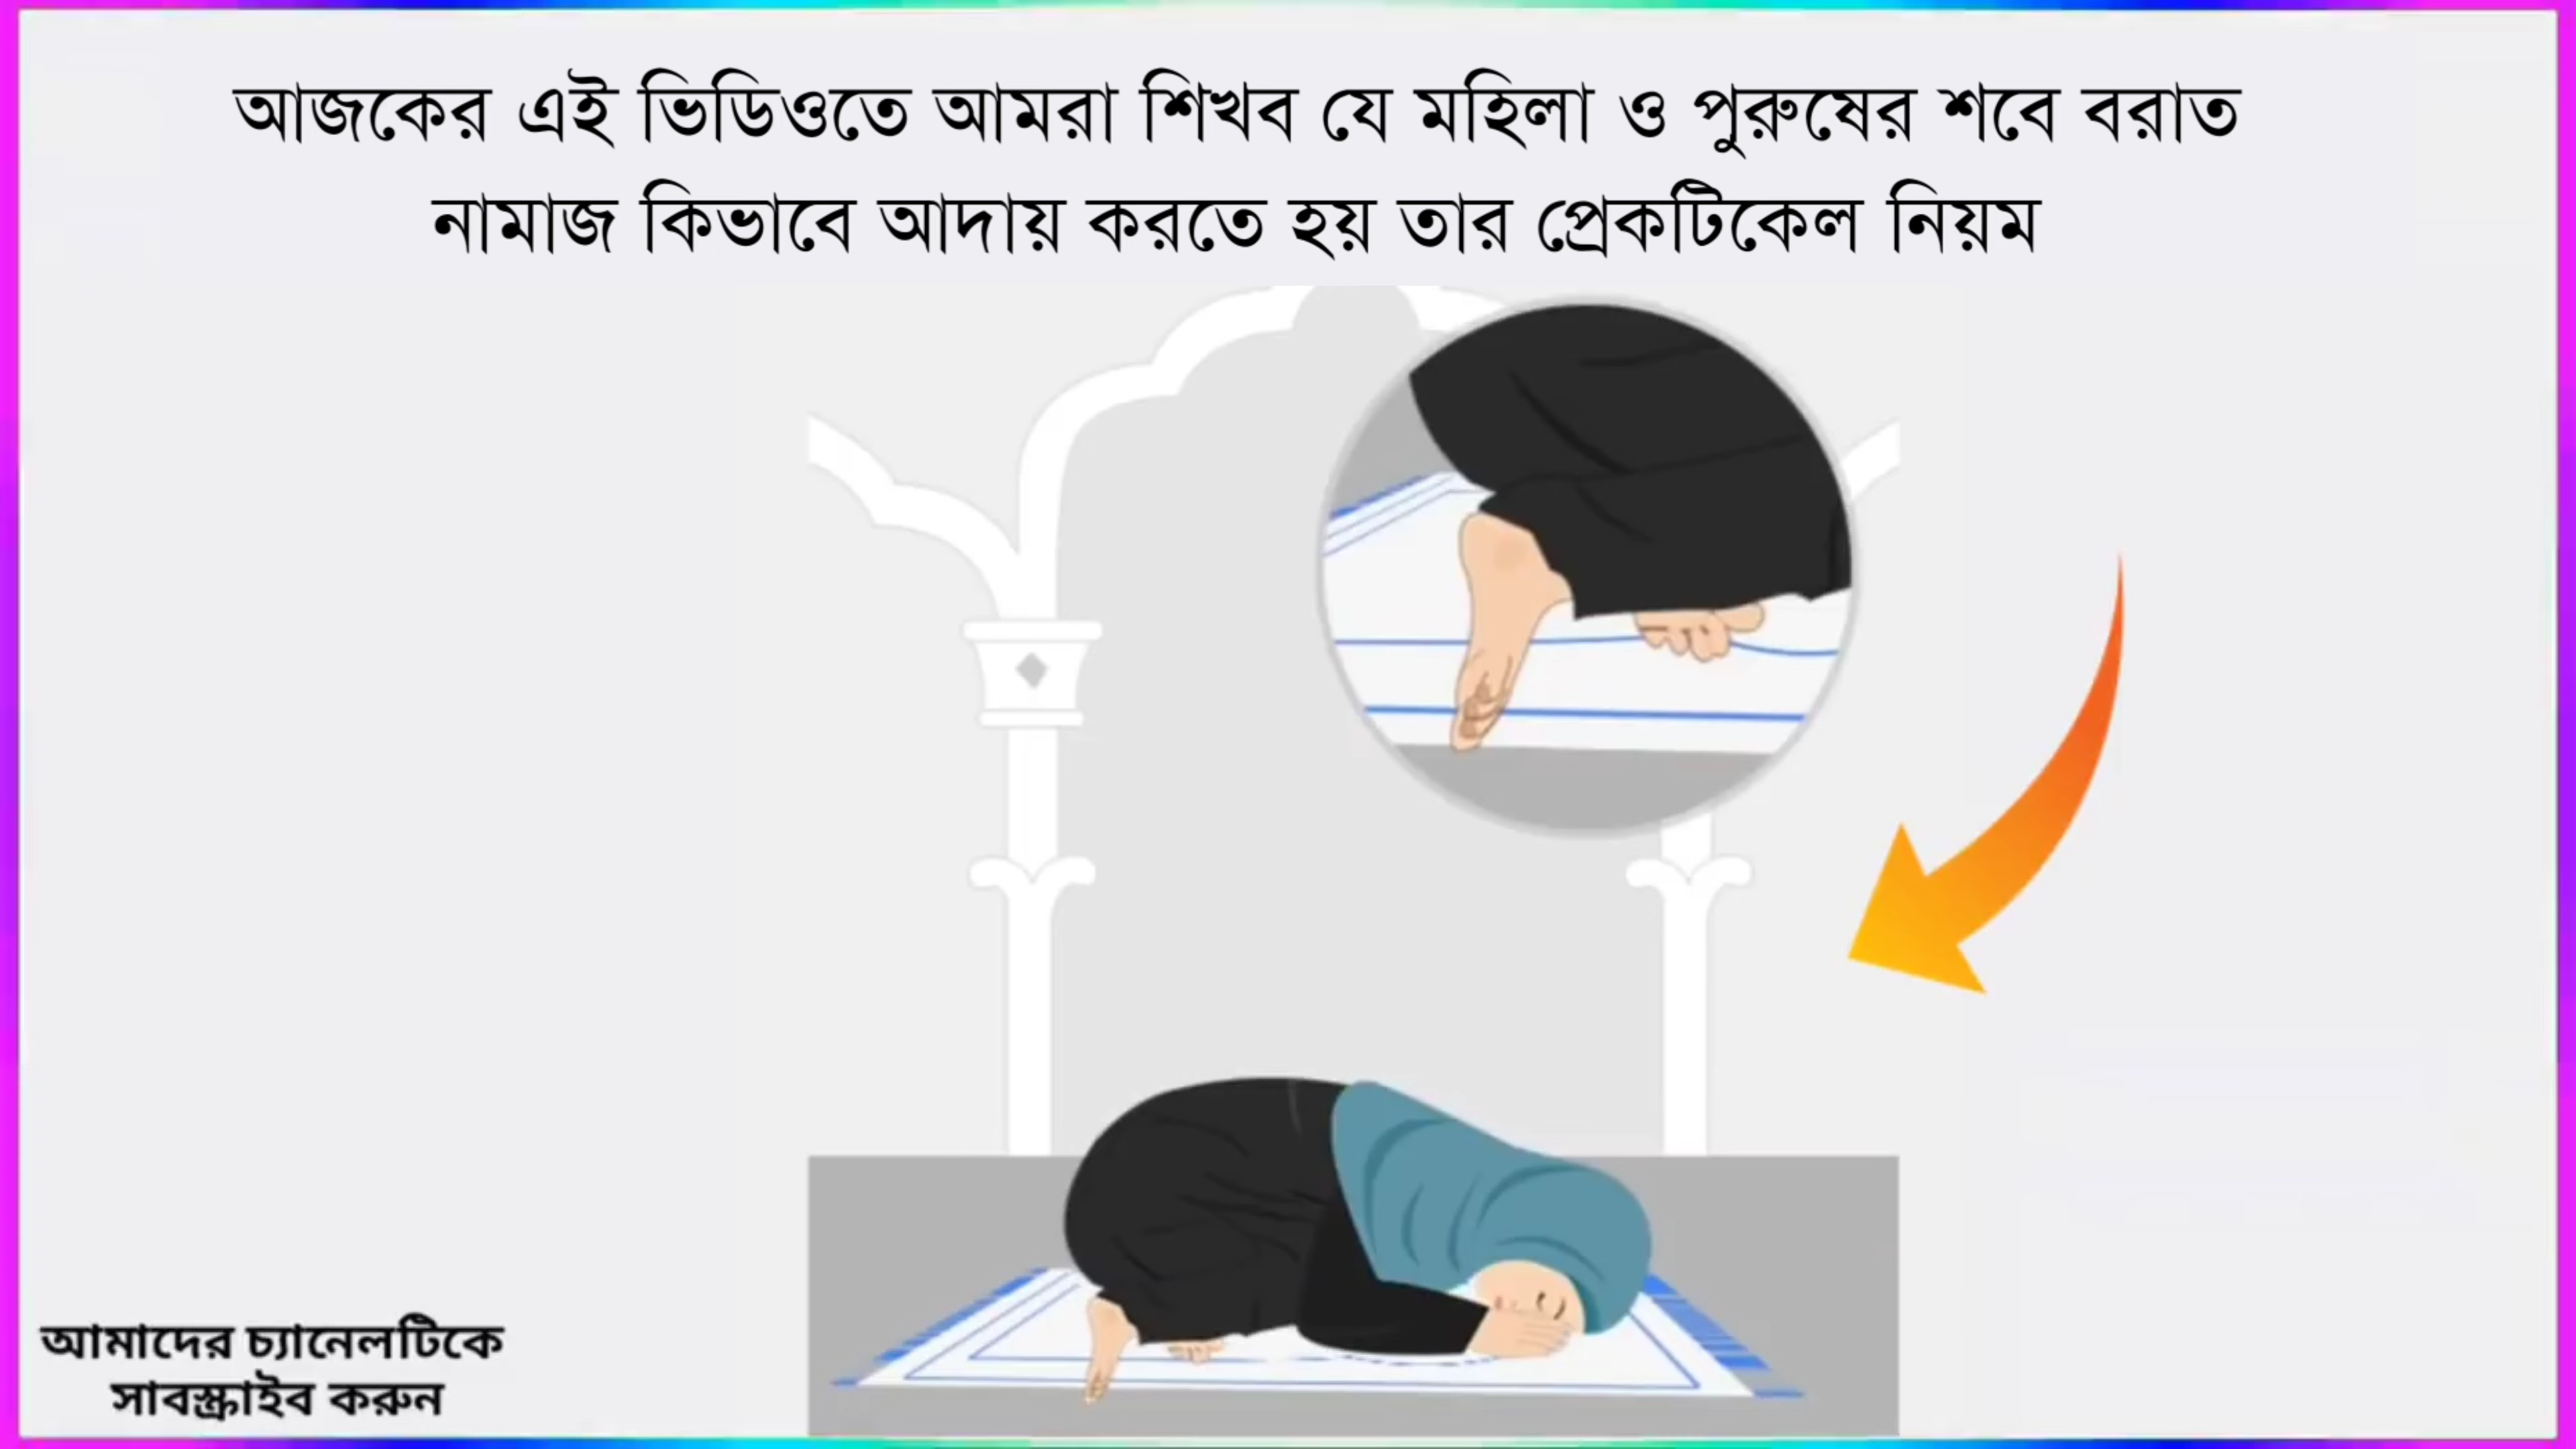 আজকের এই ভিডিওতে আমরা শিখব যে মহিলা ও পুরুষের শবে বরাত
নামাজ কিভাবে আদায় করতে হয় তার প্রেকটিকেল নিয়ম
আমাদের চ্যানেলটিকে
সাবস্ক্রাইব করুন